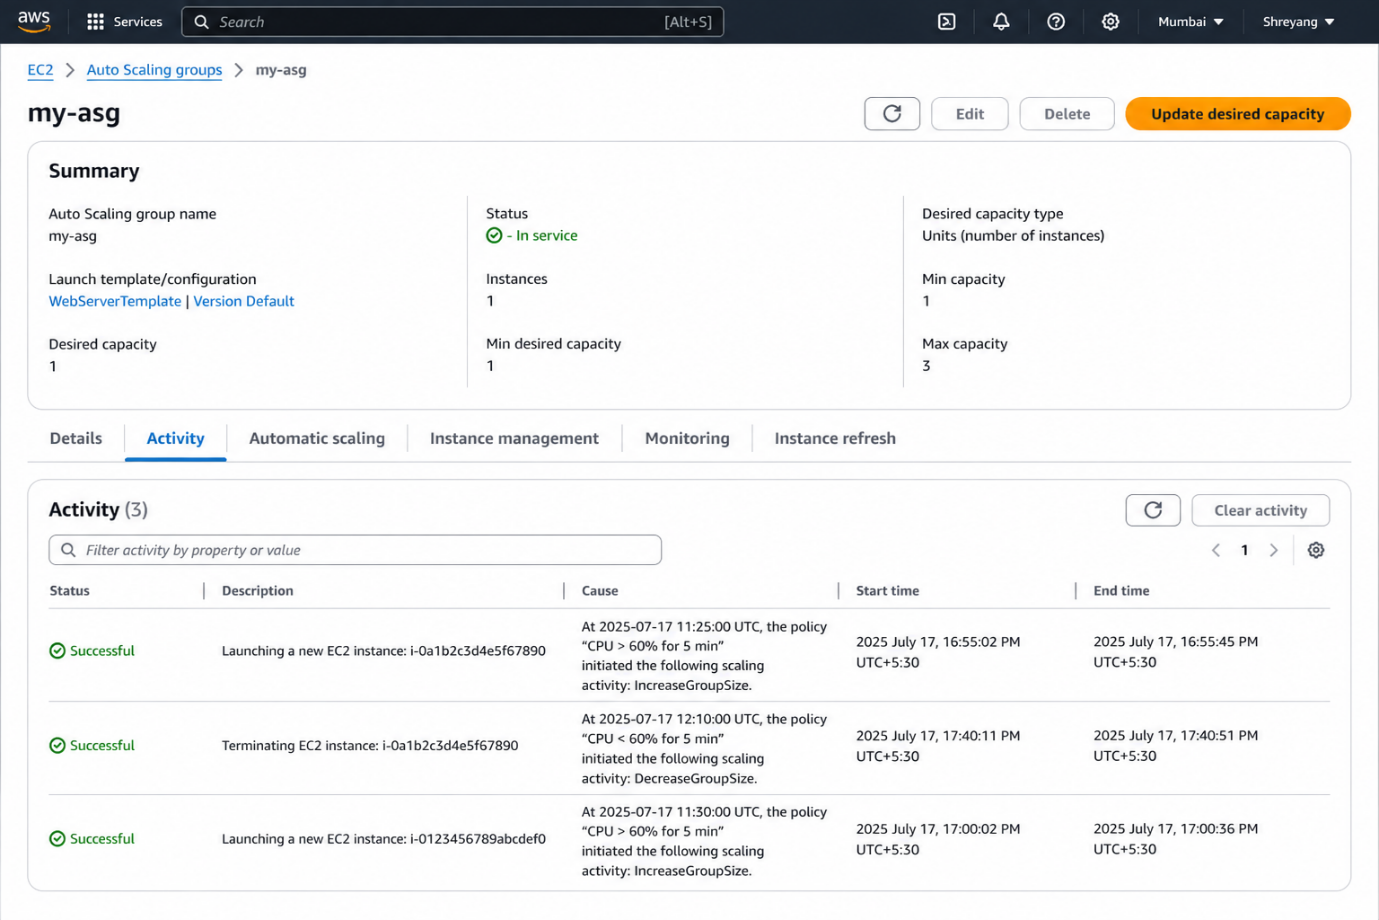 aws
Services
Search [Alt+S]
Mumbai
Shreyang
EC2 > Auto Scaling groups > my-asg
my-asg
Edit
Delete
Update desired capacity
Summary
Auto Scaling group name
my-asg
Launch template/configuration
WebServerTemplate | Version Default
Desired capacity
1
Status
- In service
Instances
1
Min desired capacity
1
Desired capacity type
Units (number of instances)
Min capacity
1
Max capacity
3
Details
Activity
Automatic scaling
Instance management
Monitoring
Instance refresh
Activity (3)
Clear activity
Filter activity by property or value
1
Status
Description
Cause
Start time
End time
Successful
Launching a new EC2 instance: i-0a1b2c3d4e5f67890
At 2025-07-17 11:25:00 UTC, the policy
“CPU > 60% for 5 min”
initiated the following scaling
activity: IncreaseGroupSize.
2025 July 17, 16:55:02 PM
UTC+5:30
2025 July 17, 16:55:45 PM
UTC+5:30
Successful
Terminating EC2 instance: i-0a1b2c3d4e5f67890
At 2025-07-17 12:10:00 UTC, the policy
“CPU < 60% for 5 min”
initiated the following scaling
activity: DecreaseGroupSize.
2025 July 17, 17:40:11 PM
UTC+5:30
2025 July 17, 17:40:51 PM
UTC+5:30
Successful
Launching a new EC2 instance: i-0123456789abcdef0
At 2025-07-17 11:30:00 UTC, the policy
“CPU > 60% for 5 min”
initiated the following scaling
activity: IncreaseGroupSize.
2025 July 17, 17:00:02 PM
UTC+5:30
2025 July 17, 17:00:36 PM
UTC+5:30